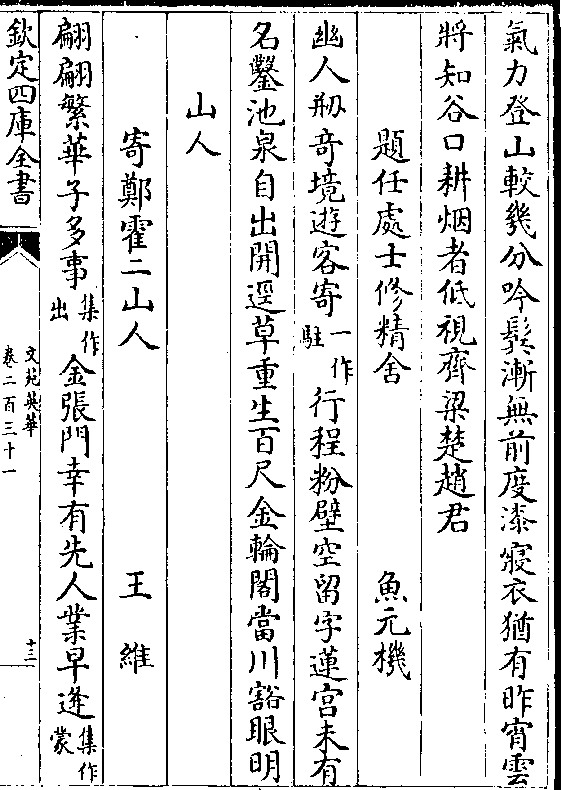 氣力登山較幾分吟鬂漸無前度漆寢衣猶有昨宵雲
將知谷口耕烟者低視齊梁楚趙君
題任處士修精舍　魚元機
幽人刱竒境遊客寄一作駐行程粉壁空留字蓮宫未有
名鑿池泉自出開逕草重生百尺金輪閣當川豁眼明
山人
寄鄭霍二山人　王維
翩翩繁華子多事集作出金張門幸有先人業早逢集作蒙
欽定四庫全書
文苑英華
卷二百三十一
十三